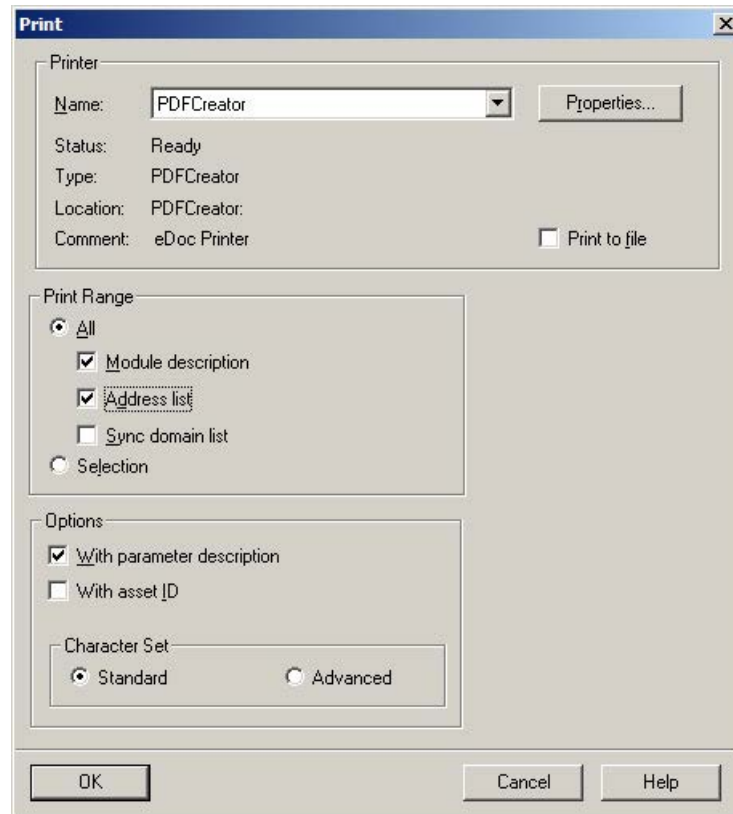 Print
Printer
Name: PDFCreator Properties...
Status: Ready
Type: PDFCreator
Location: PDFCreator:
Comment: eDoc Printer Print to file
Print Range
All
Module description
Address list
Sync domain list
Selection
Options
With parameter description
With asset ID
Character Set
Standard Advanced
OK Cancel Help